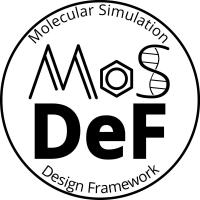 Molecular Simulation
MoS
DeF
Design Framework